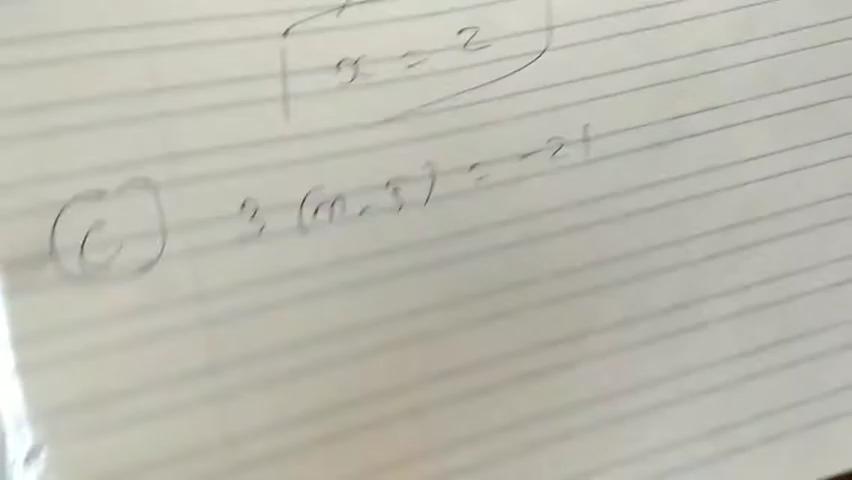 x = 2
(c) 3 (m - 5) = -21